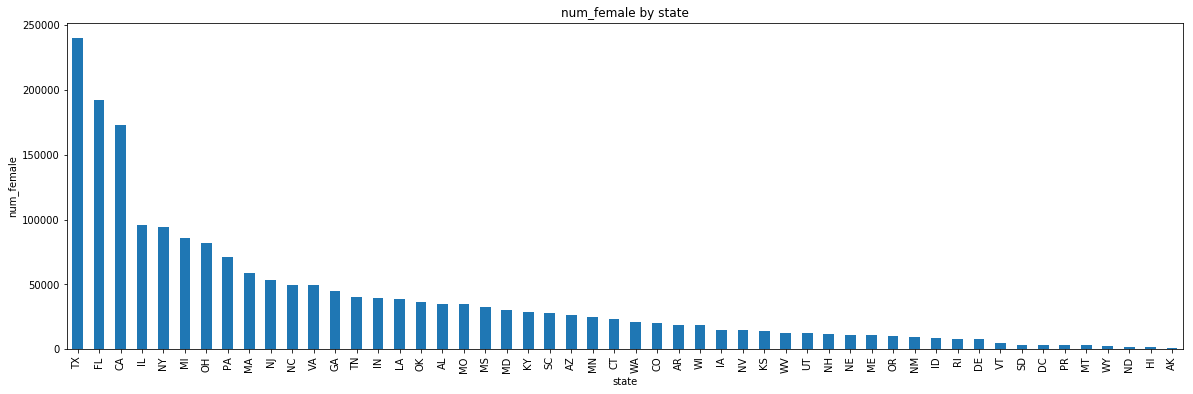 num_female by state
250000
200000
150000
100000
50000
0
num_female
TX FL CA IL NY MI OH PA MA NJ NC VA GA TN IN LA OK AL MO MS MD KY SC AZ MN CT WA CO AR WI IA NV KS WV UT NH NE ME OR NM ID RI DE VT SD DC PR MT WY ND HI AK
state